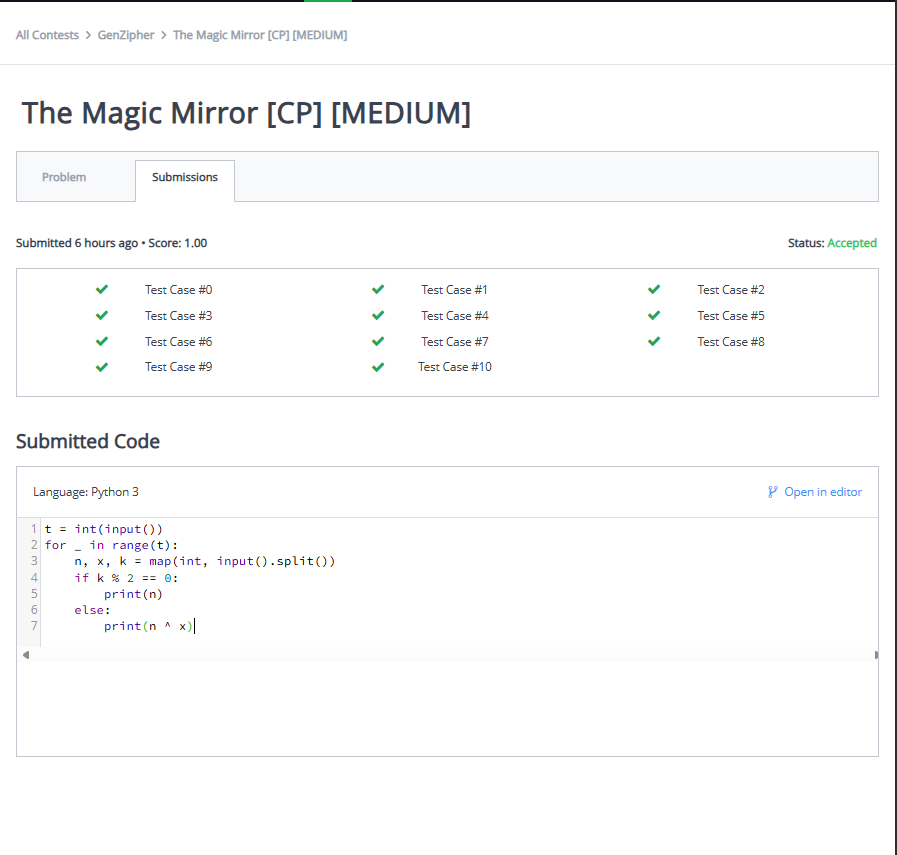 All Contests > GenZipher > The Magic Mirror [CP] [MEDIUM]
The Magic Mirror [CP] [MEDIUM]
Problem Submissions
Submitted 6 hours ago • Score: 1.00 Status: Accepted
Test Case #0 Test Case #1 Test Case #2
Test Case #3 Test Case #4 Test Case #5
Test Case #6 Test Case #7 Test Case #8
Test Case #9 Test Case #10
Submitted Code
Language: Python 3 Open in editor
1 t = int(input())
2 for _ in range(t):
3     n, x, k = map(int, input().split())
4     if k % 2 == 0:
5         print(n)
6     else:
7         print(n ^ x)